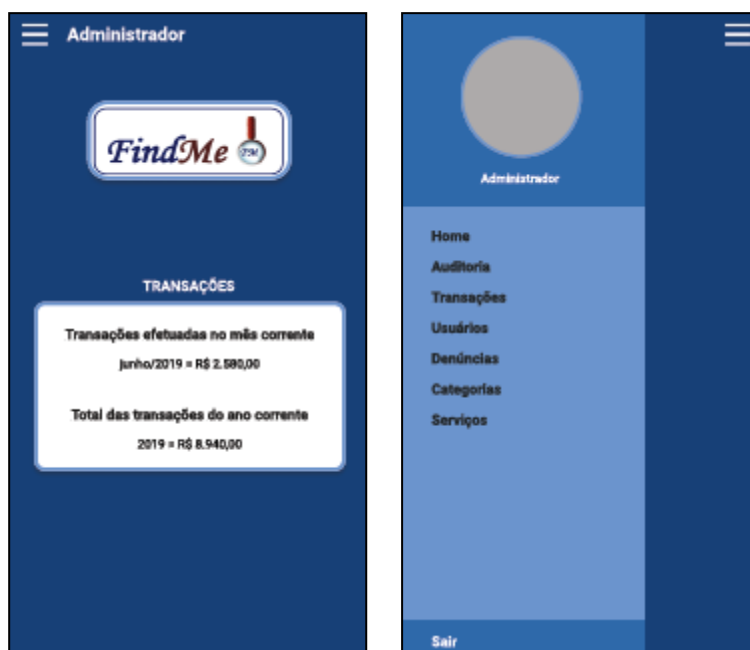 Administrador
FindMe TM
TRANSAÇÕES
Transações efetuadas no mês corrente
junho/2019 = R$ 2.580,00
Total das transações do ano corrente
2019 = R$ 8.940,00
Administrador
Home
Auditoria
Transações
Usuários
Denúncias
Categorias
Serviços
Sair